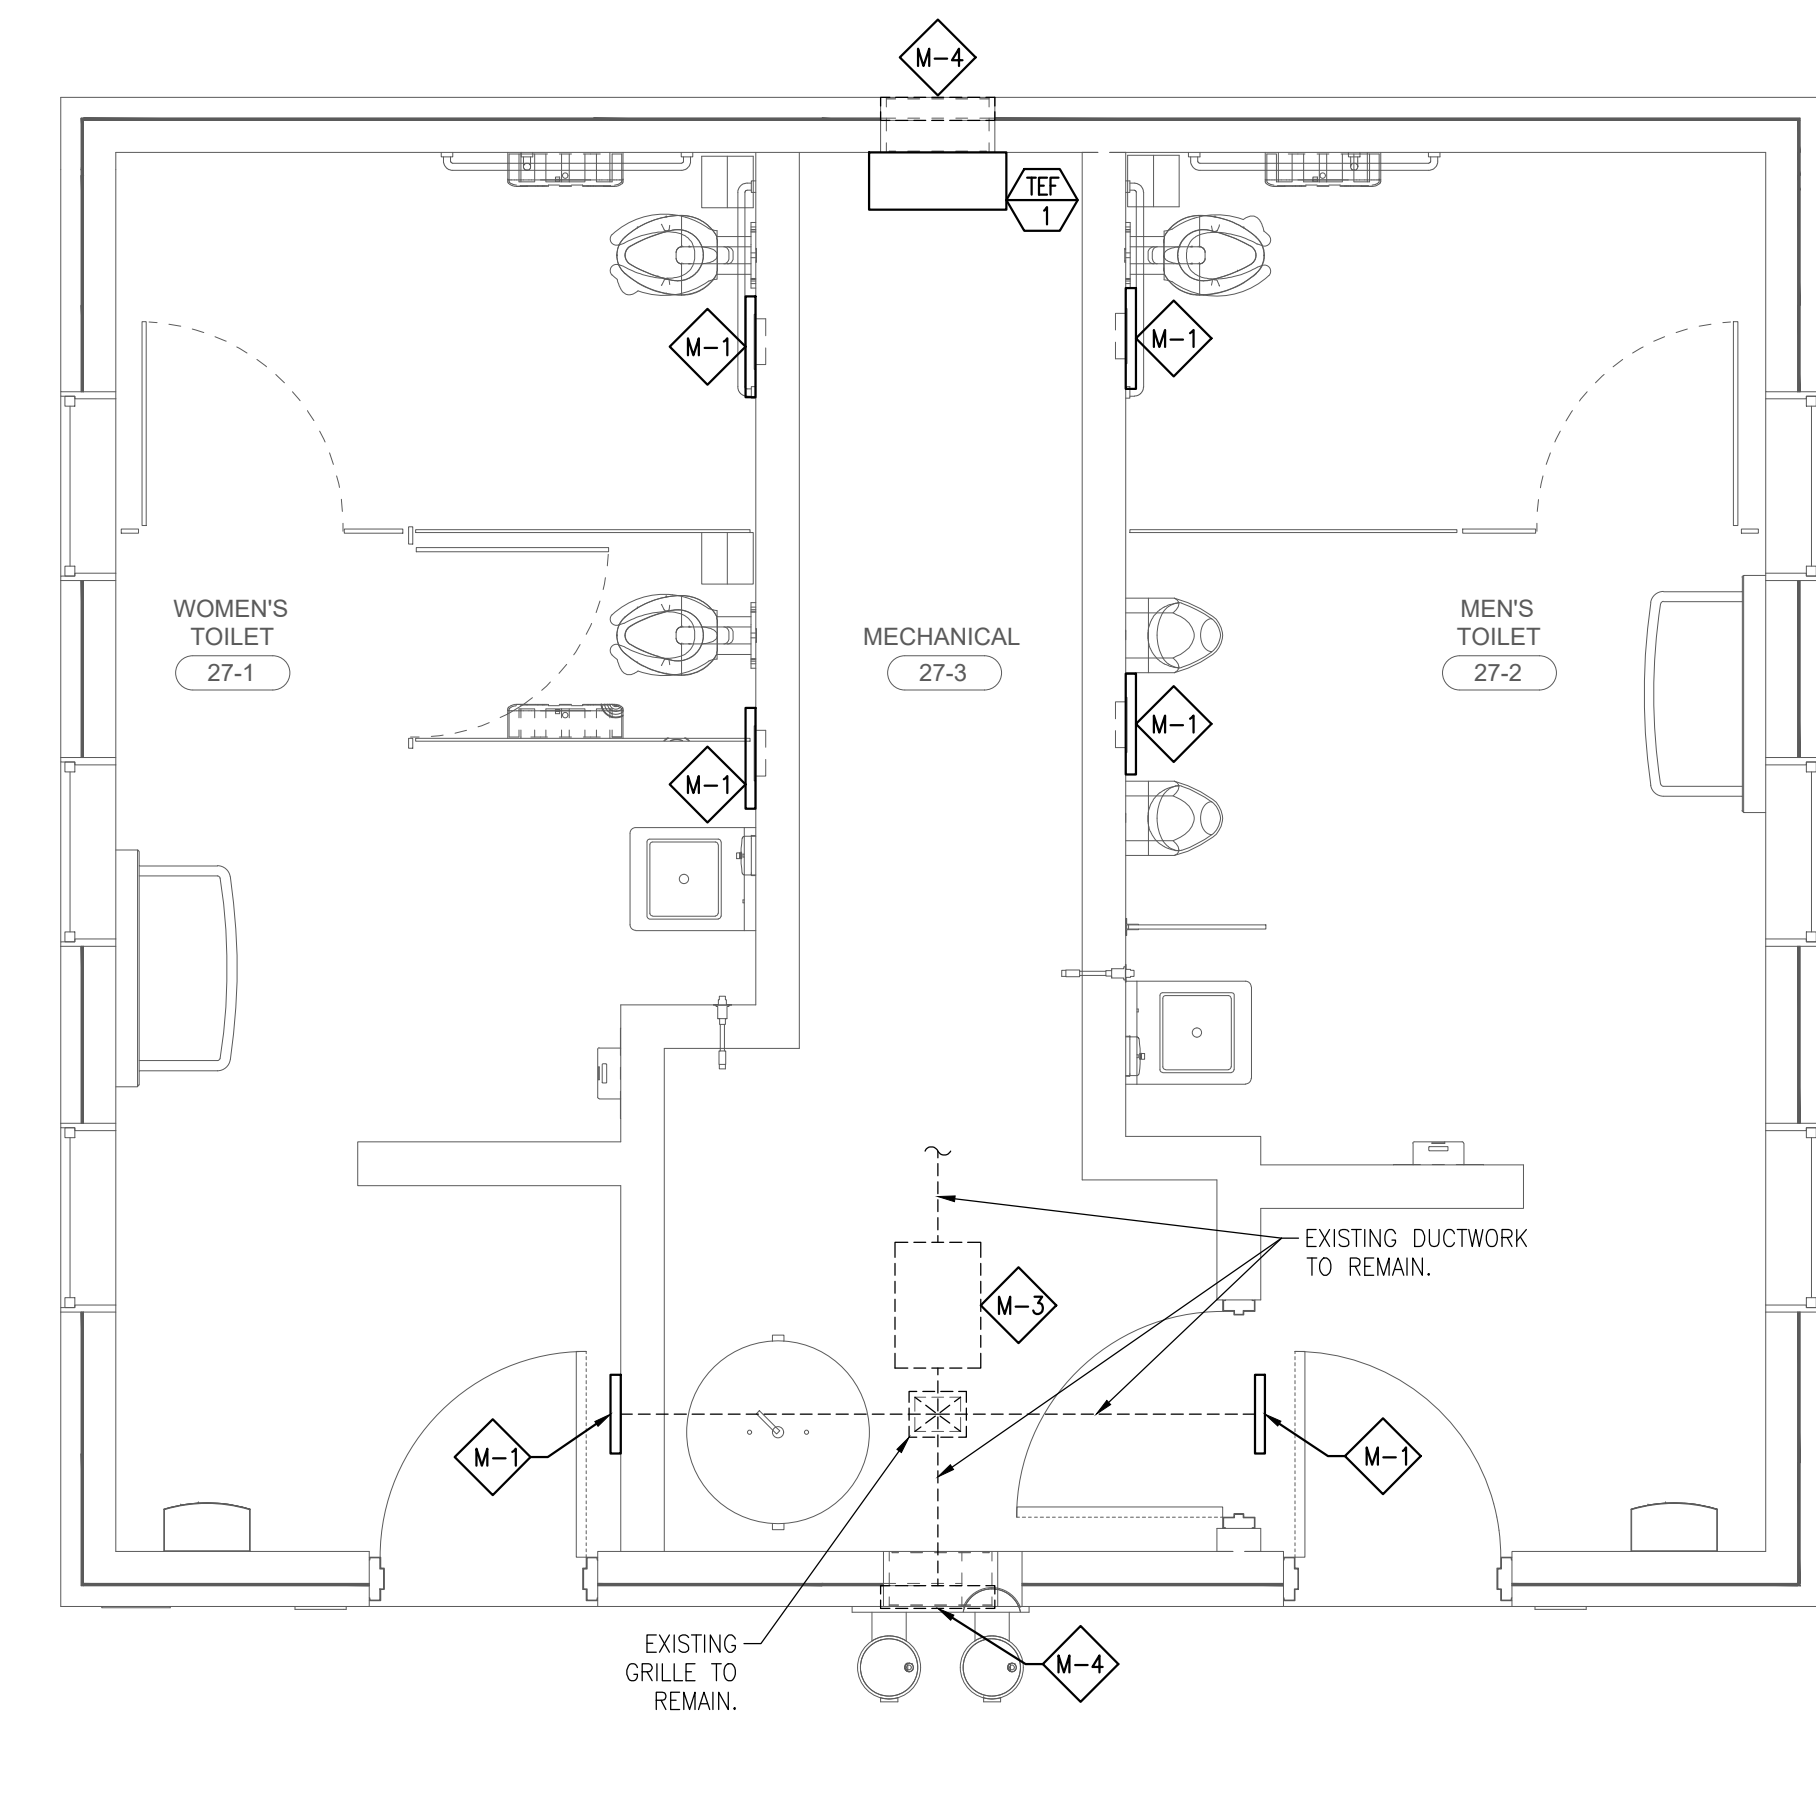 M-4
TEF
1
M-1
M-1
WOMEN'S
TOILET
27-1
MECHANICAL
27-3
MEN'S
TOILET
27-2
M-1
M-1
EXISTING DUCTWORK
TO REMAIN.
M-3
M-1
M-1
EXISTING
GRILLE TO
REMAIN.
M-4